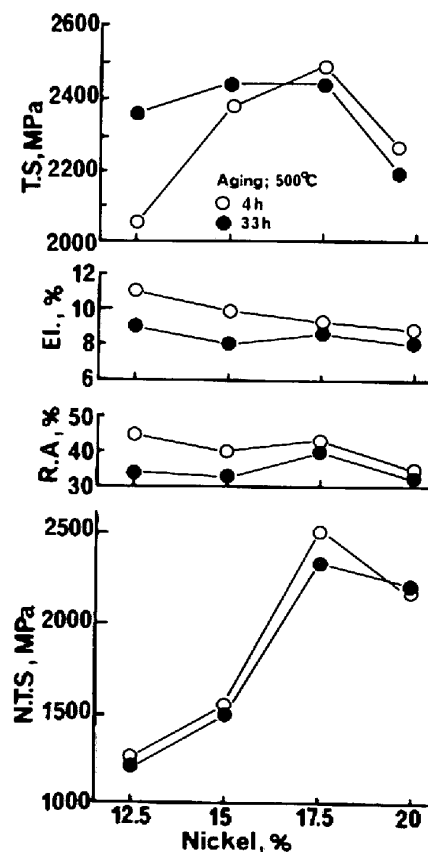 2600
2400
2200
2000
T.S, MPa
Aging; 500°C
4h
33h
12
10
8
6
El., %
50
40
30
R.A, %
2500
2000
1500
1000
N.T.S, MPa
12.5 15 17.5 20
Nickel, %